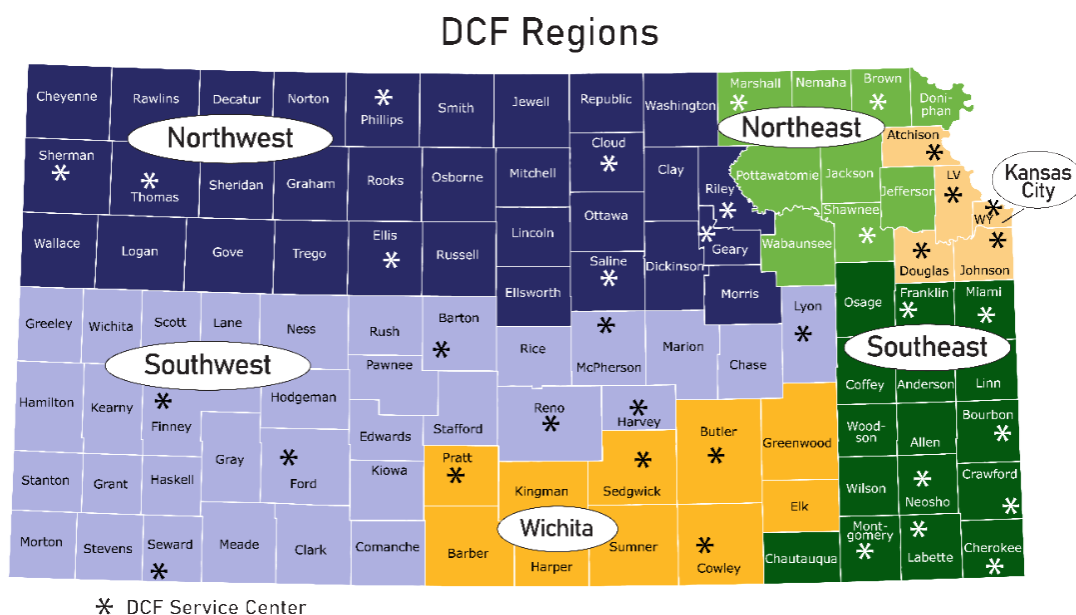 DCF Regions
Cheyenne
Rawlins
Decatur
Norton
Phillips
Smith
Jewell
Republic
Washington
Marshall
Nemaha
Brown
Doni-
phan
Northwest
Northeast
Atchison
Sherman
Thomas
Sheridan
Graham
Rooks
Osborne
Mitchell
Cloud
Clay
Riley
Pottawatomie
Jackson
Jefferson
LV
Kansas
City
WY
Shawnee
Wallace
Logan
Gove
Trego
Ellis
Russell
Lincoln
Ottawa
Saline
Dickinson
Geary
Wabaunsee
Douglas
Johnson
Ellsworth
Morris
Greeley
Wichita
Scott
Lane
Ness
Rush
Barton
Rice
McPherson
Marion
Chase
Lyon
Osage
Franklin
Miami
Southwest
Southeast
Pawnee
Hamilton
Kearny
Finney
Hodgeman
Edwards
Stafford
Reno
Harvey
Butler
Greenwood
Coffey
Anderson
Linn
Wood-
son
Allen
Bourbon
Stanton
Grant
Haskell
Gray
Ford
Kiowa
Pratt
Kingman
Sedgwick
Elk
Wilson
Neosho
Crawford
Morton
Stevens
Seward
Meade
Clark
Comanche
Barber
Wichita
Harper
Sumner
Cowley
Chautauqua
Mont-
gomery
Labette
Cherokee
* DCF Service Center